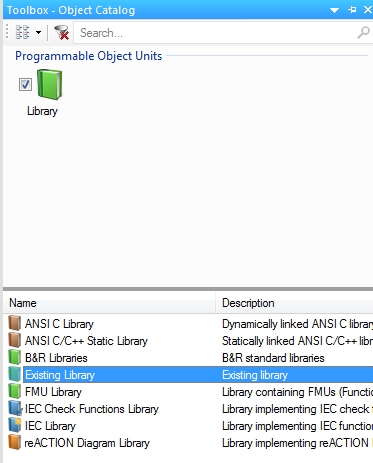 Toolbox - Object Catalog
Search...
Programmable Object Units
Library
Name Description
ANSI C Library Dynamically linked ANSI C library
ANSI C/C++ Static Library Statically linked ANSI C/C++ libr
B&R Libraries B&R standard libraries
Existing Library Existing library
FMU Library Library containing FMUs (Functio
IEC Check Functions Library Library implementing IEC check f
IEC Library Library implementing IEC function
reACTION Diagram Library Library implementing reACTION